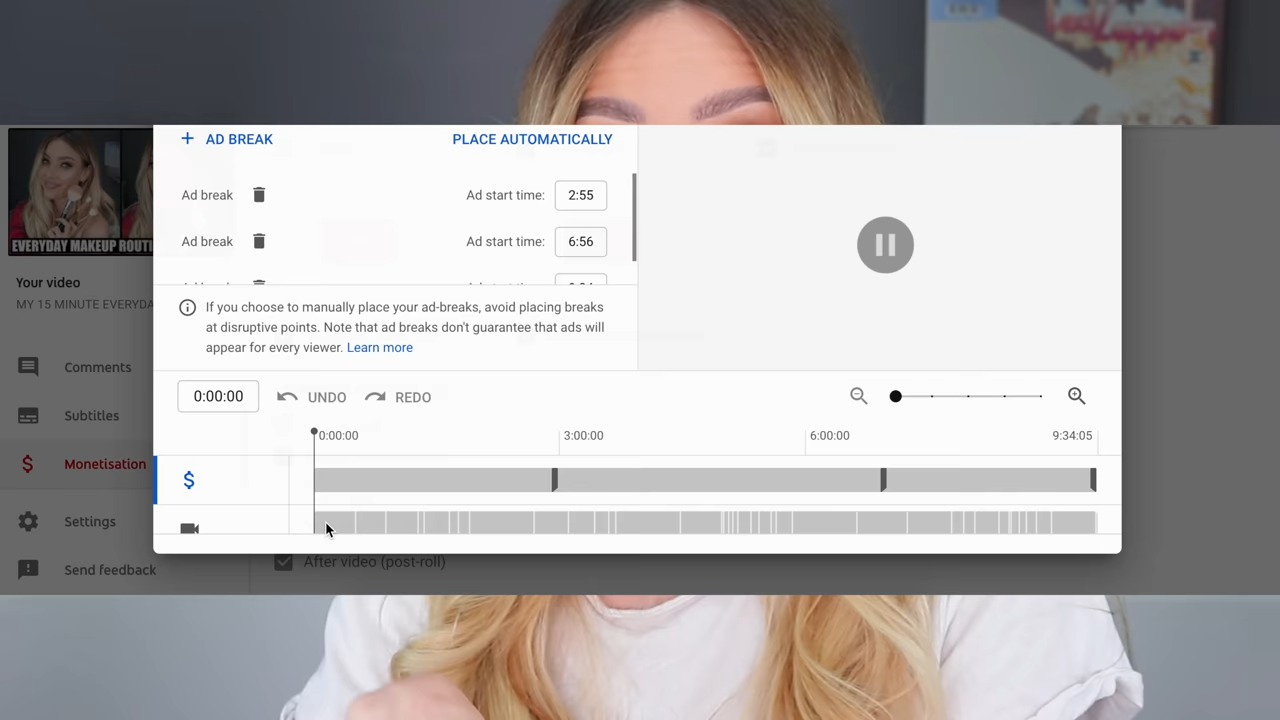 + AD BREAK
PLACE AUTOMATICALLY
Ad break
Ad start time:
2:55
Ad break
Ad start time:
6:56
EVERYDAY MAKEUP ROUTI
If you choose to manually place your ad-breaks, avoid placing breaks
at disruptive points. Note that ad breaks don't guarantee that ads will
appear for every viewer. Learn more
Your video
MY 15 MINUTE EVERYDA
Comments
Subtitles
$ Monetisation
Settings
Send feedback
0:00:00
UNDO
REDO
0:00:00
3:00:00
6:00:00
9:34:05
$
After video (post-roll)